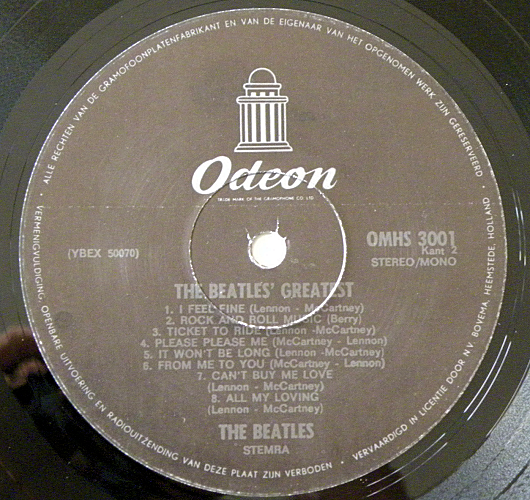 ALLE RECHTEN VAN DE GRAMOFOONPLATENFABRIKANT EN VAN DE EIGENAAR VAN HET OPGENOMEN WERK ZIJN GERESERVEERD
Odeon
TRADE MARK OF THE GRAMOPHONE CO. LTD.
(YBEX 50070)
OMHS 3001
Kant 2
STEREO/MONO
THE BEATLES' GREATEST
1. I FEEL FINE (Lennon - McCartney)
2. ROCK AND ROLL MUSIC (Berry)
3. TICKET TO RIDE (Lennon -McCartney)
4. PLEASE PLEASE ME (McCartney - Lennon)
5. IT WON'T BE LONG (Lennon -McCartney)
6. FROM ME TO YOU (McCartney - Lennon)
7. CAN'T BUY ME LOVE
(Lennon - McCartney)
8. ALL MY LOVING
(Lennon - McCartney)
THE BEATLES
STEMRA
VERMENIGVULDIGING, OPENBARE UITVOERING EN RADIOUITZENDING VAN DEZE PLAAT ZIJN VERBODEN
VERVAARDIGD IN LICENTIE DOOR N.V. BOVEMA, HEEMSTEDE, HOLLAND